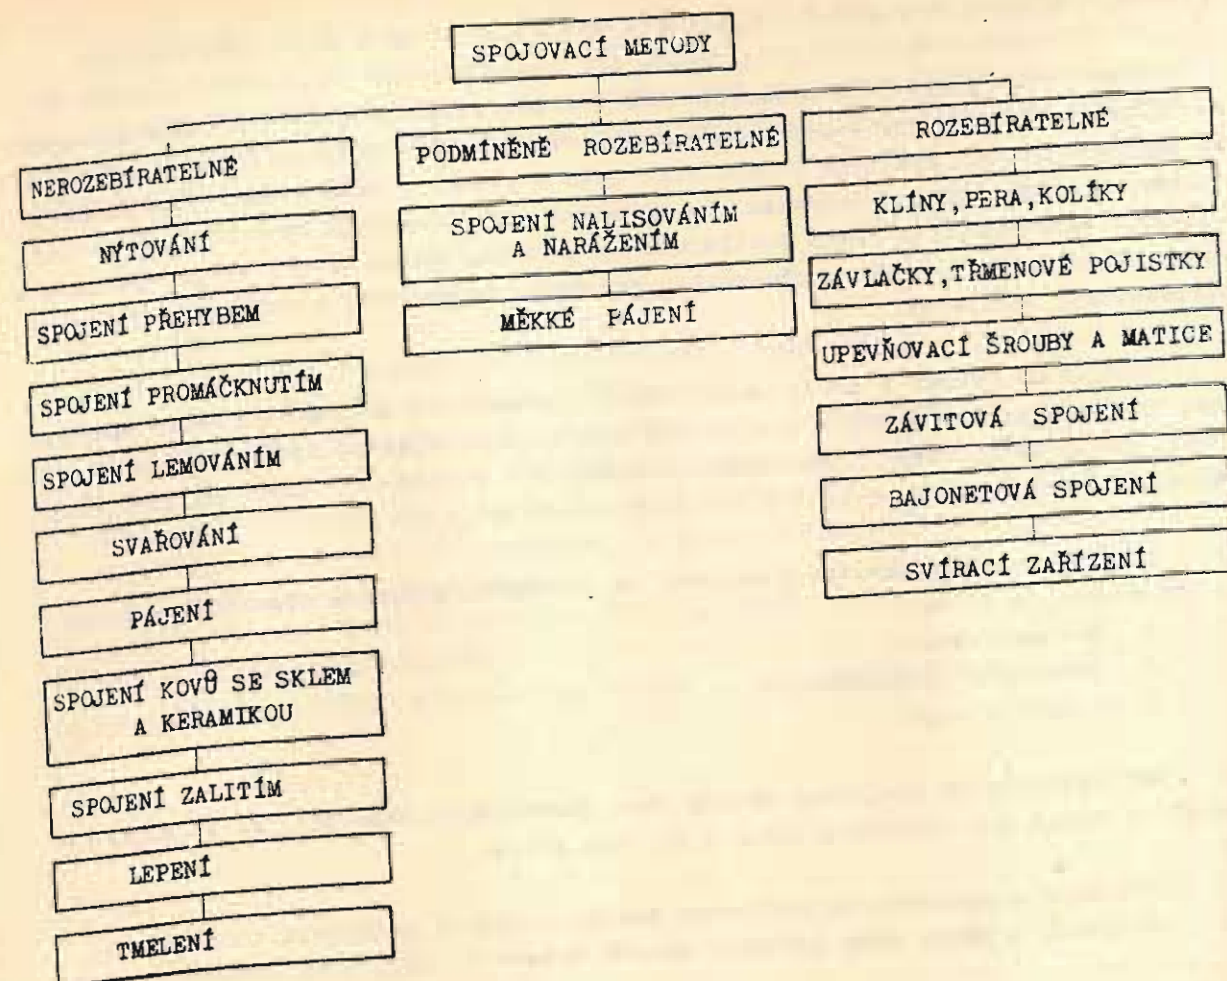 SPOJOVACÍ METODY
NEROZEBÍRATELNÉ
NÝTOVÁNÍ
SPOJENÍ PŘEHYBEM
SPOJENÍ PROMÁČKNUTÍM
SPOJENÍ LEMOVÁNÍM
SVAŘOVÁNÍ
PÁJENÍ
SPOJENÍ KOVŮ SE SKLEM
A KERAMIKOU
SPOJENÍ ZALITÍM
LEPENÍ
TMELENÍ
PODMÍNĚNĚ ROZEBÍRATELNÉ
SPOJENÍ NALISOVÁNÍM
A NARÁŽENÍM
MĚKKÉ PÁJENÍ
ROZEBÍRATELNÉ
KLÍNY, PERA, KOLÍKY
ZÁVLAČKY, TŘMENOVÉ POJISTKY
UPEVŇOVACÍ ŠROUBY A MATICE
ZÁVITOVÁ SPOJENÍ
BAJONETOVÁ SPOJENÍ
SVÍRACÍ ZAŘÍZENÍ